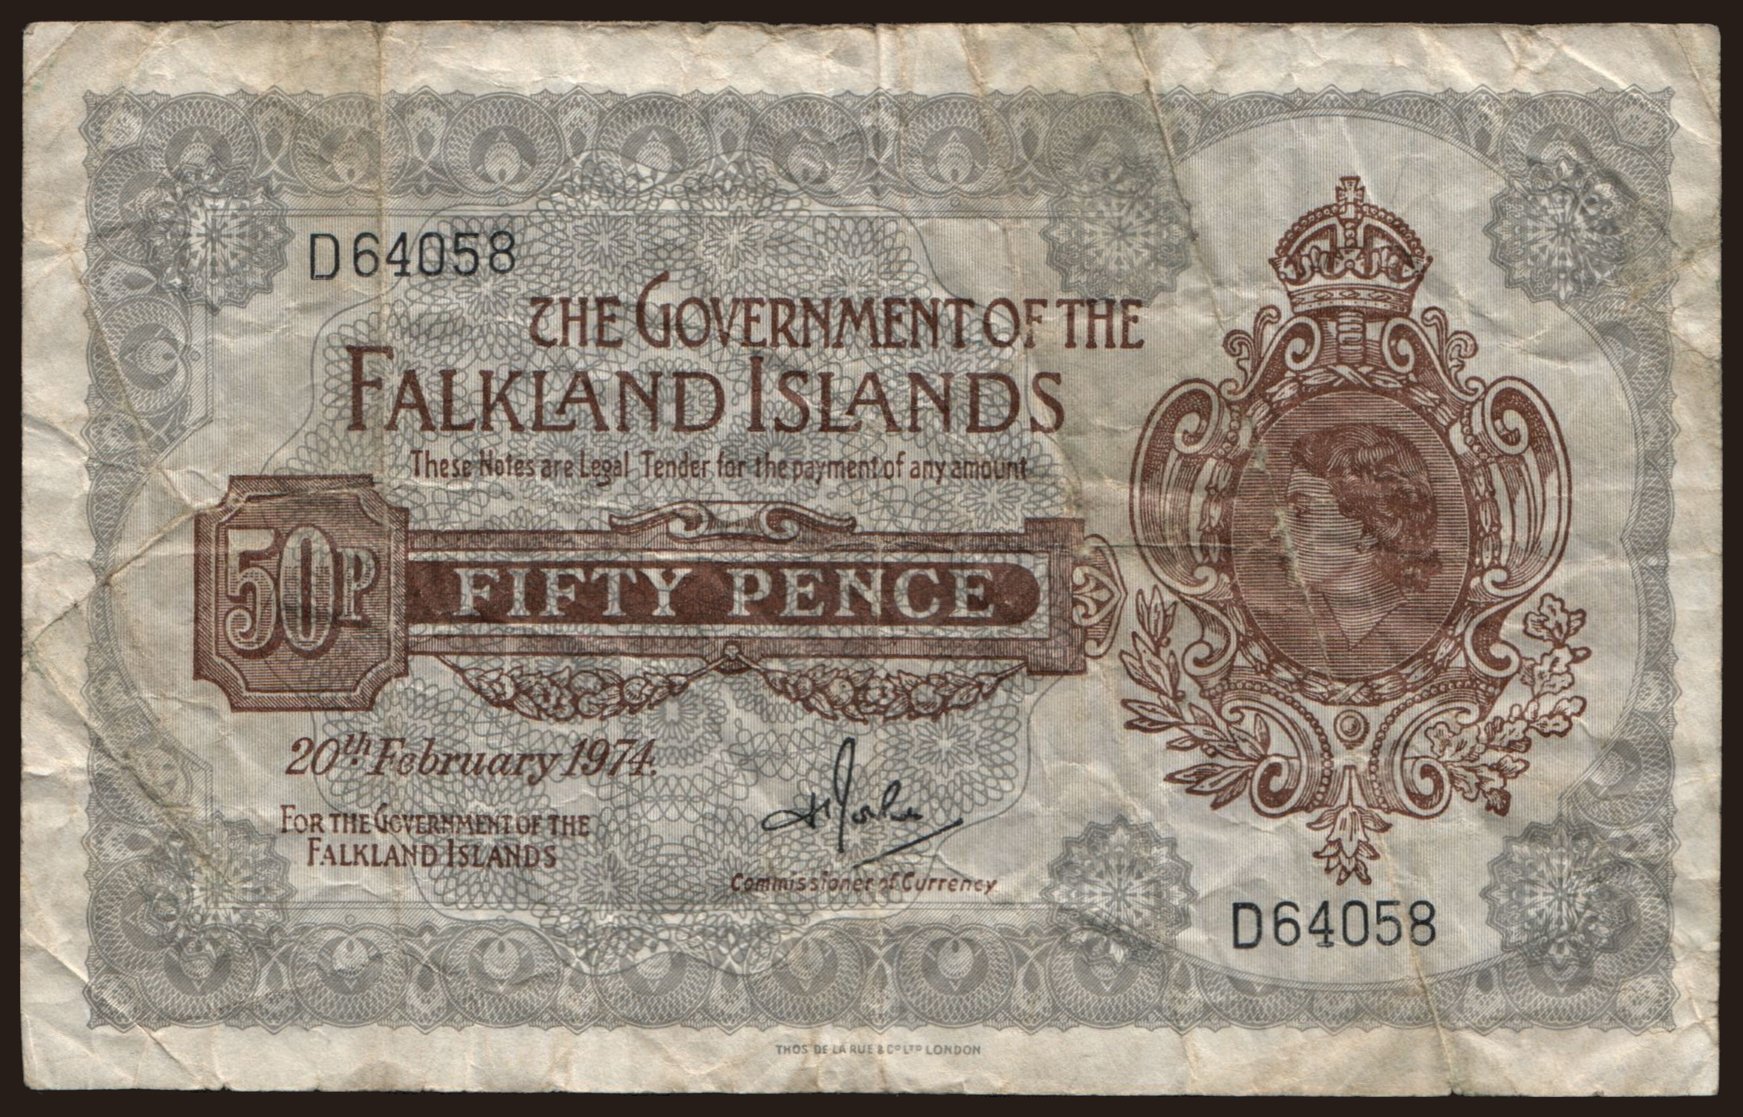 D64058
THE GOVERNMENT OF THE
FALKLAND ISLANDS
These Notes are Legal Tender for the payment of any amount
50P
FIFTY PENCE
20th February 1974.
FOR THE GOVERNMENT OF THE
FALKLAND ISLANDS
Commissioner of Currency.
D64058
THOS DE LA RUE & CO LTD LONDON